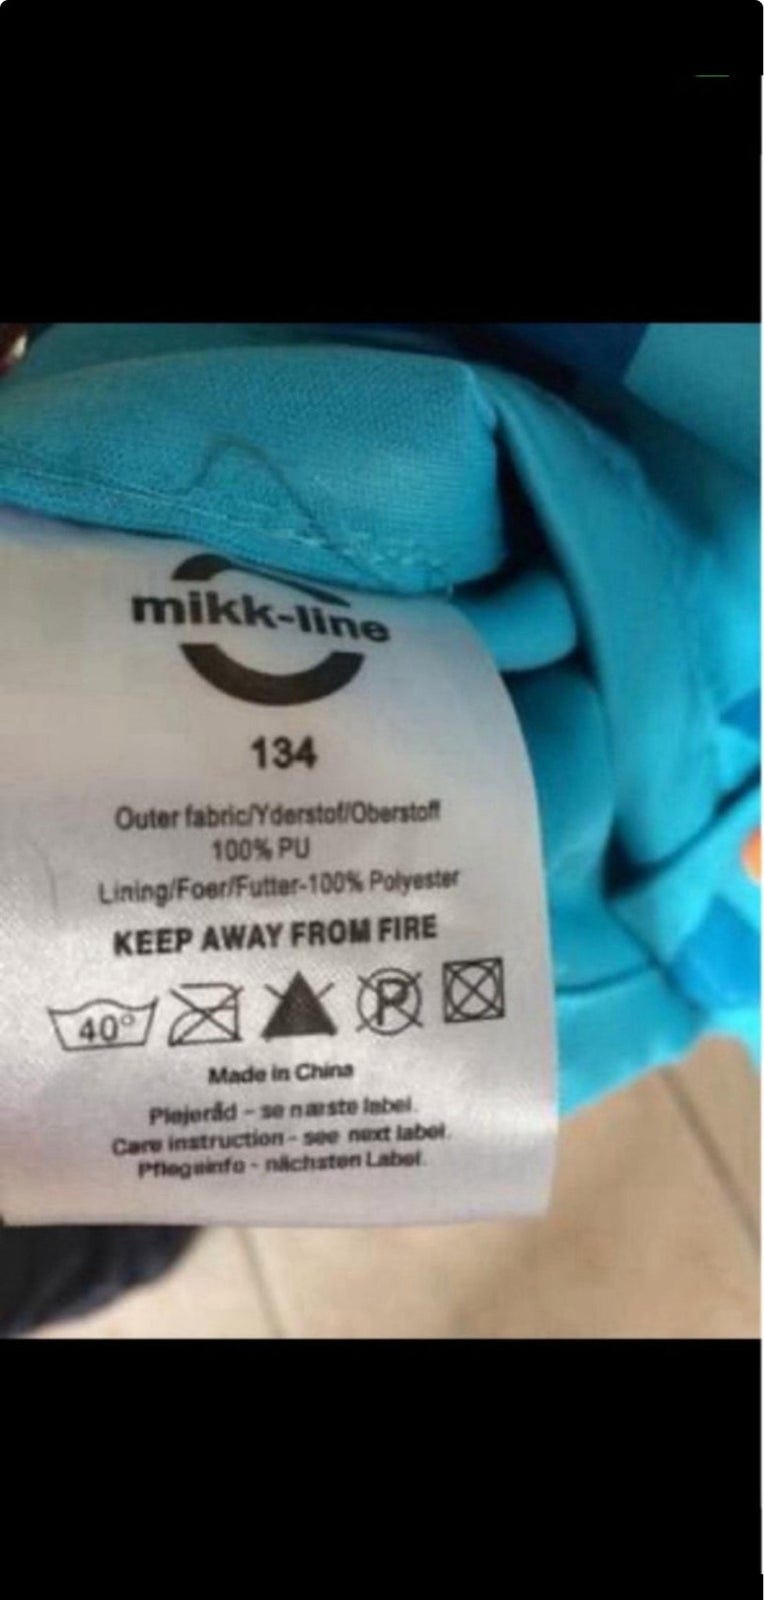 mikk-line
134
Outer fabric/Yderstof/Oberstoff
100% PU
Lining/Foer/Futter-100% Polyester
KEEP AWAY FROM FIRE
40°
P
Made in China
Plejeråd - se næste label.
Care instruction - see next label.
Pflegeinfo - nächsten Label.